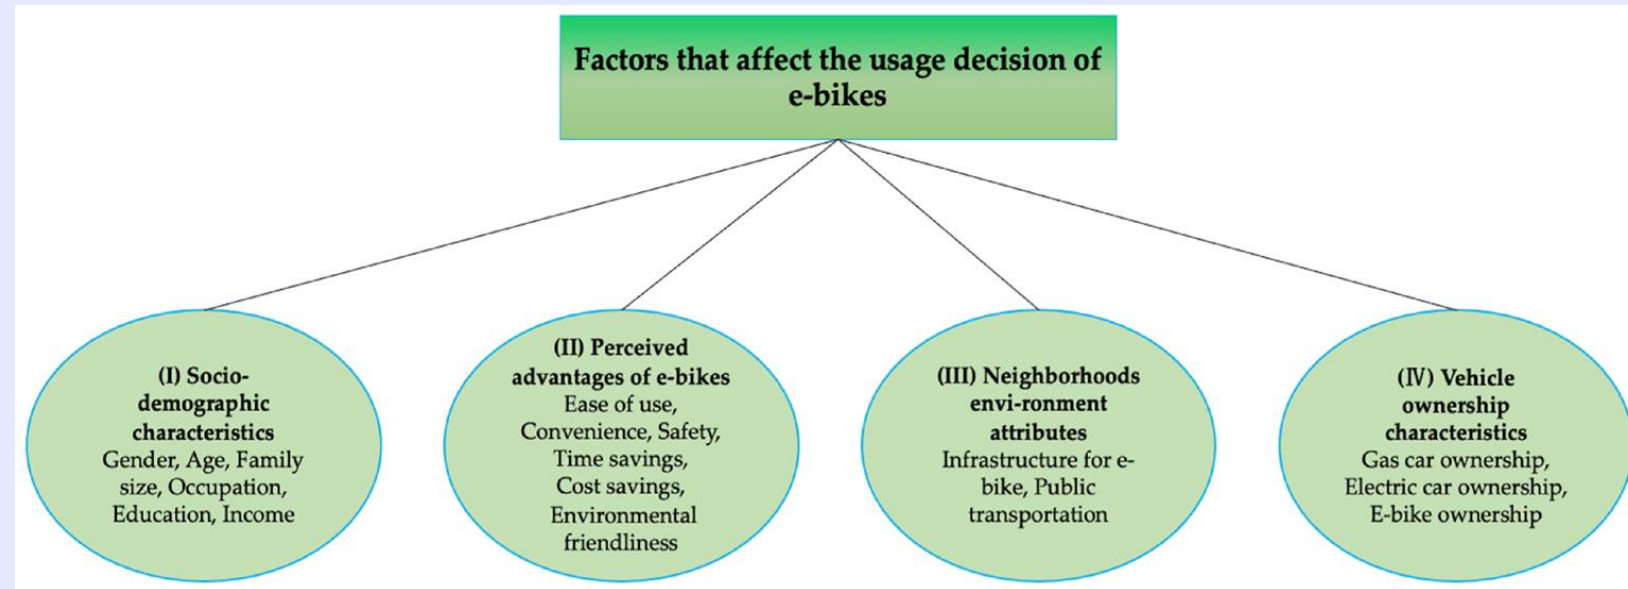 Factors that affect the usage decision of
e-bikes
(I) Socio-
demographic
characteristics
Gender, Age, Family
size, Occupation,
Education, Income
(II) Perceived
advantages of e-bikes
Ease of use,
Convenience, Safety,
Time savings,
Cost savings,
Environmental
friendliness
(III) Neighborhoods
envi-ronment
attributes
Infrastructure for e-
bike, Public
transportation
(IV) Vehicle
ownership
characteristics
Gas car ownership,
Electric car ownership,
E-bike ownership